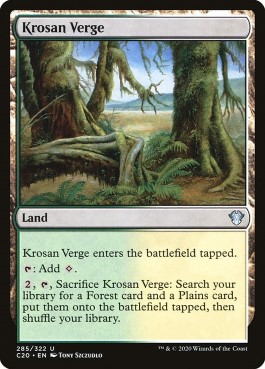 Krosan Verge
Land
Krosan Verge enters the battlefield tapped.
: Add .
2, , Sacrifice Krosan Verge: Search your
library for a Forest card and a Plains card,
put them onto the battlefield tapped, then
shuffle your library.
285/322 U
C20 • EN Tony Szczudlo
™ & © 2020 Wizards of the Coast